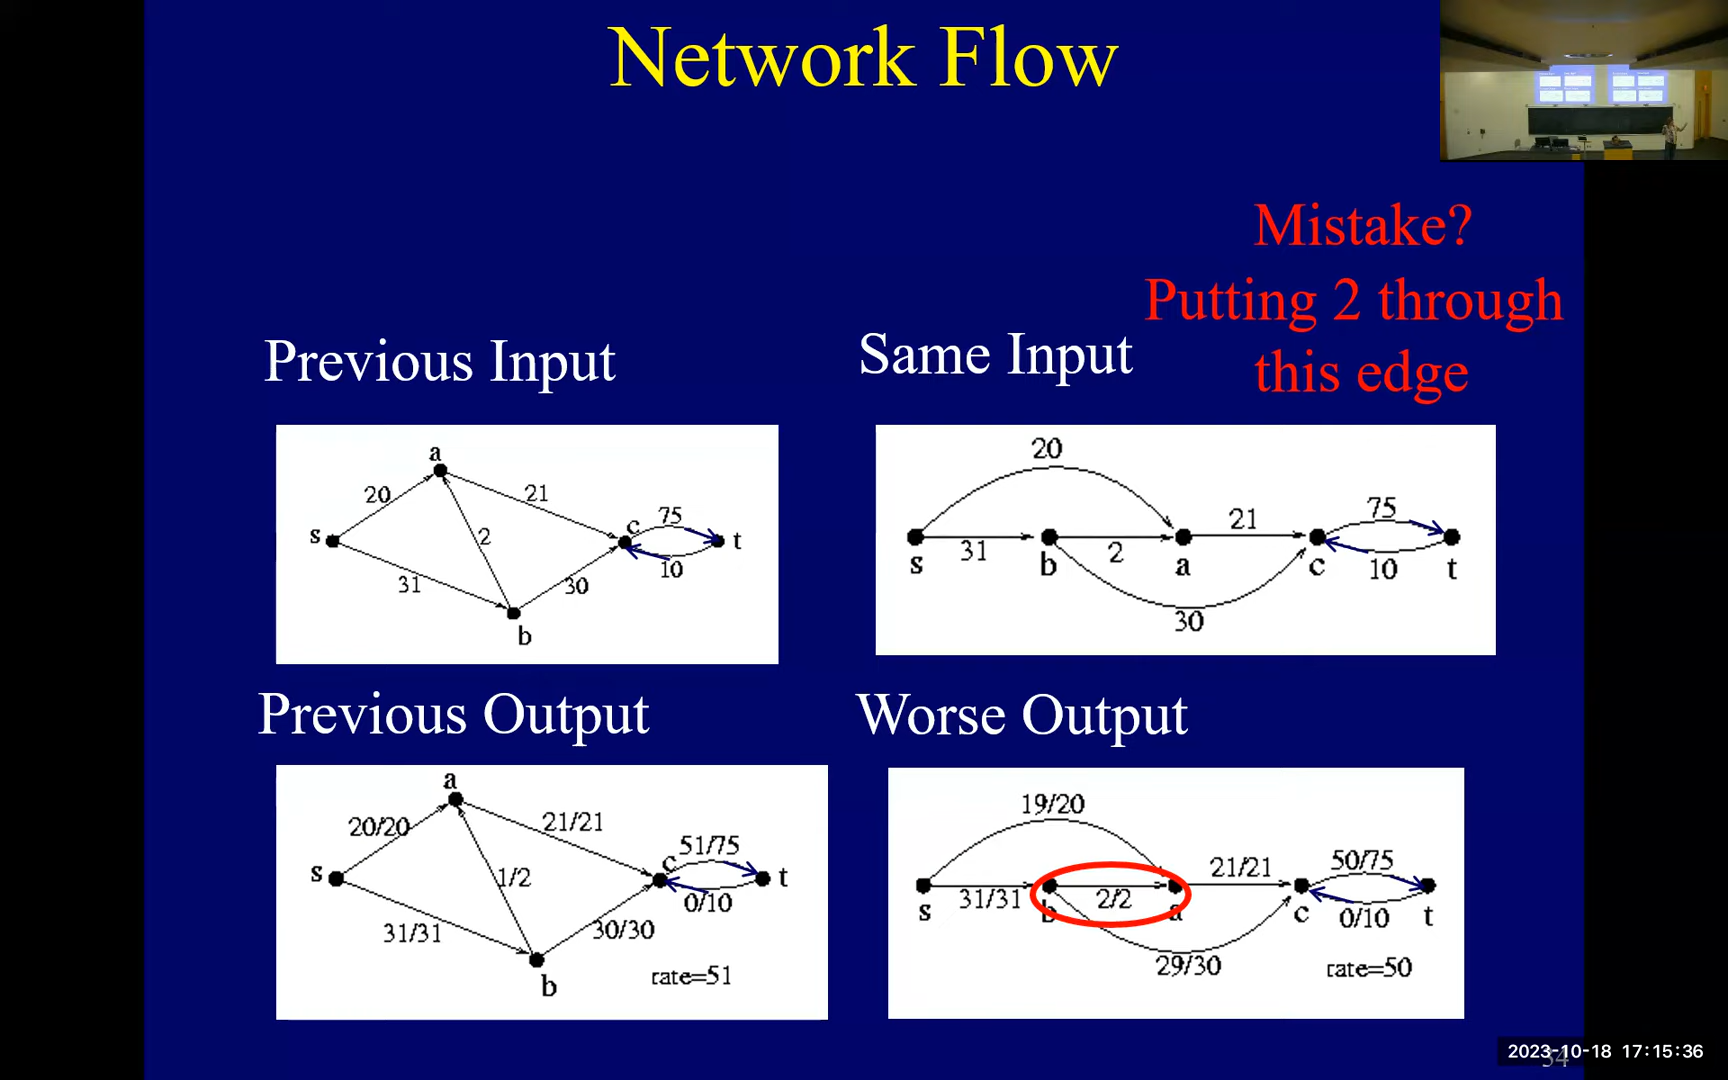 Network Flow
Mistake?
Putting 2 through
this edge
Previous Input
Same Input
a
20
21
s
2
c
75
t
10
31
30
b
20
75
21
31
2
10
s
b
a
c
t
30
Previous Output
Worse Output
a
20/20
21/21
51/75
s
c
t
1/2
0/10
31/31
30/30
b
rate=51
19/20
21/21
50/75
31/31
2/2
0/10
s
b
a
c
t
29/30
rate=50
2023-10-18 17:15:36
34